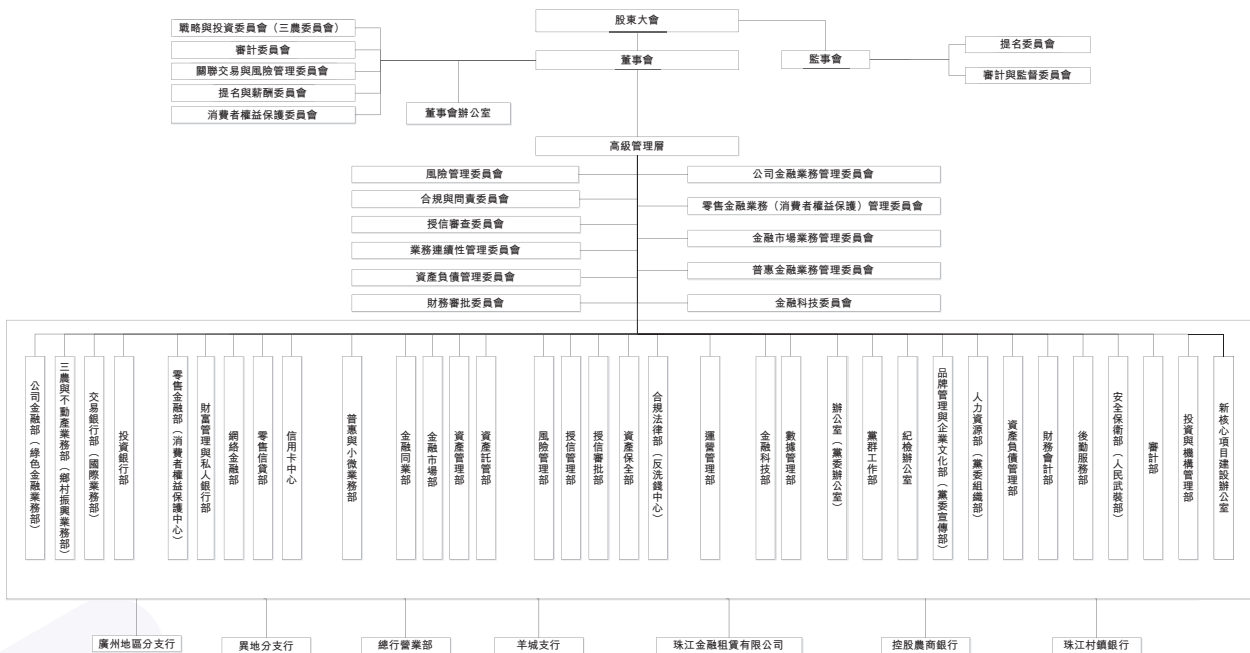 股東大會
戰略與投資委員會（三農委員會）
審計委員會
關聯交易與風險管理委員會
提名與薪酬委員會
消費者權益保護委員會
董事會
監事會
提名委員會
審計與監督委員會
董事會辦公室
高級管理層
風險管理委員會
合規與問責委員會
授信審查委員會
業務連續性管理委員會
資產負債管理委員會
財務審批委員會
公司金融業務管理委員會
零售金融業務（消費者權益保護）管理委員會
金融市場業務管理委員會
普惠金融業務管理委員會
金融科技委員會
公司金融部（綠色金融業務部）
三農與不動產業務部（鄉村振興業務部）
交易銀行部（國際業務部）
投資銀行部
零售金融部（消費者權益保護中心）
財富管理與私人銀行部
網絡金融部
零售信貸部
信用卡中心
普惠與小微業務部
金融同業部
金融市場部
資產管理部
資產託管部
風險管理部
授信管理部
授信審批部
資產保全部
合規法律部（反洗錢中心）
運營管理部
金融科技部
數據管理部
辦公室（黨委辦公室）
黨群工作部
紀檢辦公室
品牌管理與企業文化部（黨委宣傳部）
人力資源部（黨委組織部）
資產負債管理部
財務會計部
後勤服務部
安全保衛部（人民武裝部）
審計部
投資與機構管理部
新核心項目建設辦公室
廣州地區分支行
異地分支行
總行營業部
羊城支行
珠江金融租賃有限公司
控股農商銀行
珠江村鎮銀行